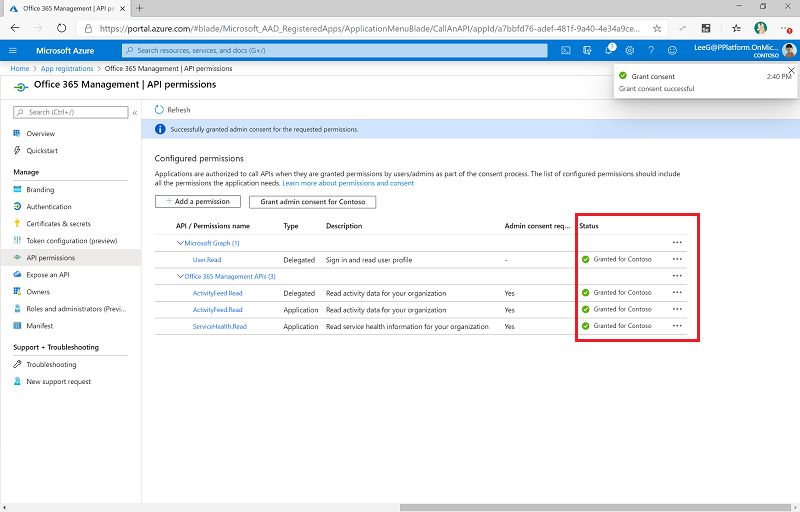 Office 365 Management | API perm
https://portal.azure.com/#blade/Microsoft_AAD_RegisteredApps/ApplicationMenuBlade/CallAnAPI/appId/a7bbfd76-adef-481f-9a40-4e34a9ce...
Microsoft Azure
Search resources, services, and docs (G+/)
LeeG@PPlatform.OnMic...
CONTOSO
Home > App registrations > Office 365 Management | API permissions
Office 365 Management | API permissions
Grant consent
2:40 PM
Grant consent successful
Search (Ctrl+/)
Overview
Quickstart
Manage
Branding
Authentication
Certificates & secrets
Token configuration (preview)
API permissions
Expose an API
Owners
Roles and administrators (Previ...
Manifest
Support + Troubleshooting
Troubleshooting
New support request
Refresh
Successfully granted admin consent for the requested permissions.
Configured permissions
Applications are authorized to call APIs when they are granted permissions by users/admins as part of the consent process. The list of configured permissions should include
all the permissions the application needs. Learn more about permissions and consent
+ Add a permission Grant admin consent for Contoso
API / Permissions name Type Description Admin consent req... Status
Microsoft Graph (1) ...
User.Read Delegated Sign in and read user profile - Granted for Contoso ...
Office 365 Management APIs (3) ...
ActivityFeed.Read Delegated Read activity data for your organization Yes Granted for Contoso ...
ActivityFeed.Read Application Read activity data for your organization Yes Granted for Contoso ...
ServiceHealth.Read Application Read service health information for your organization Yes Granted for Contoso ...